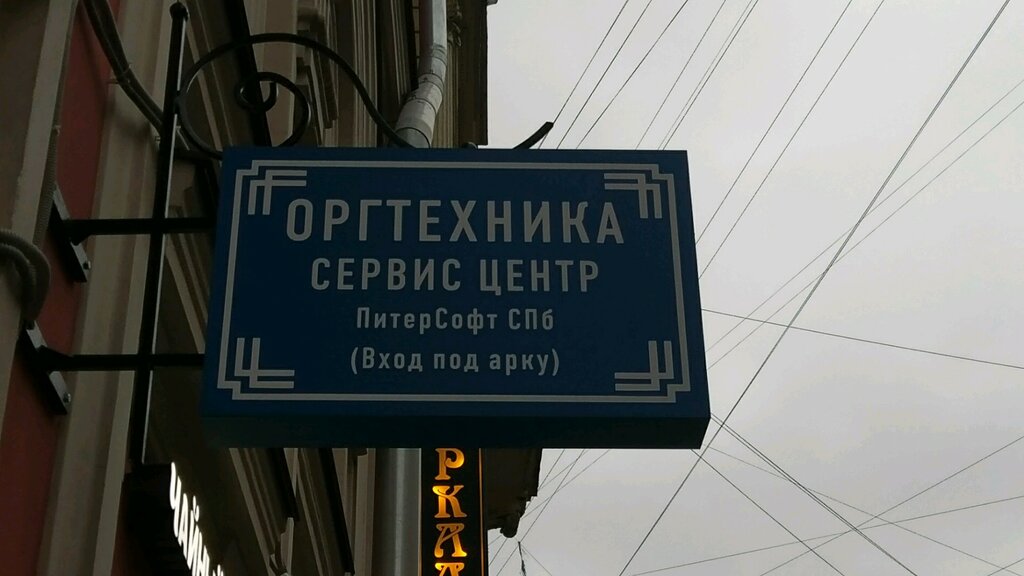 ОРГТЕХНИКА
СЕРВИС ЦЕНТР
ПитерСофт СПб
(Вход под арку)